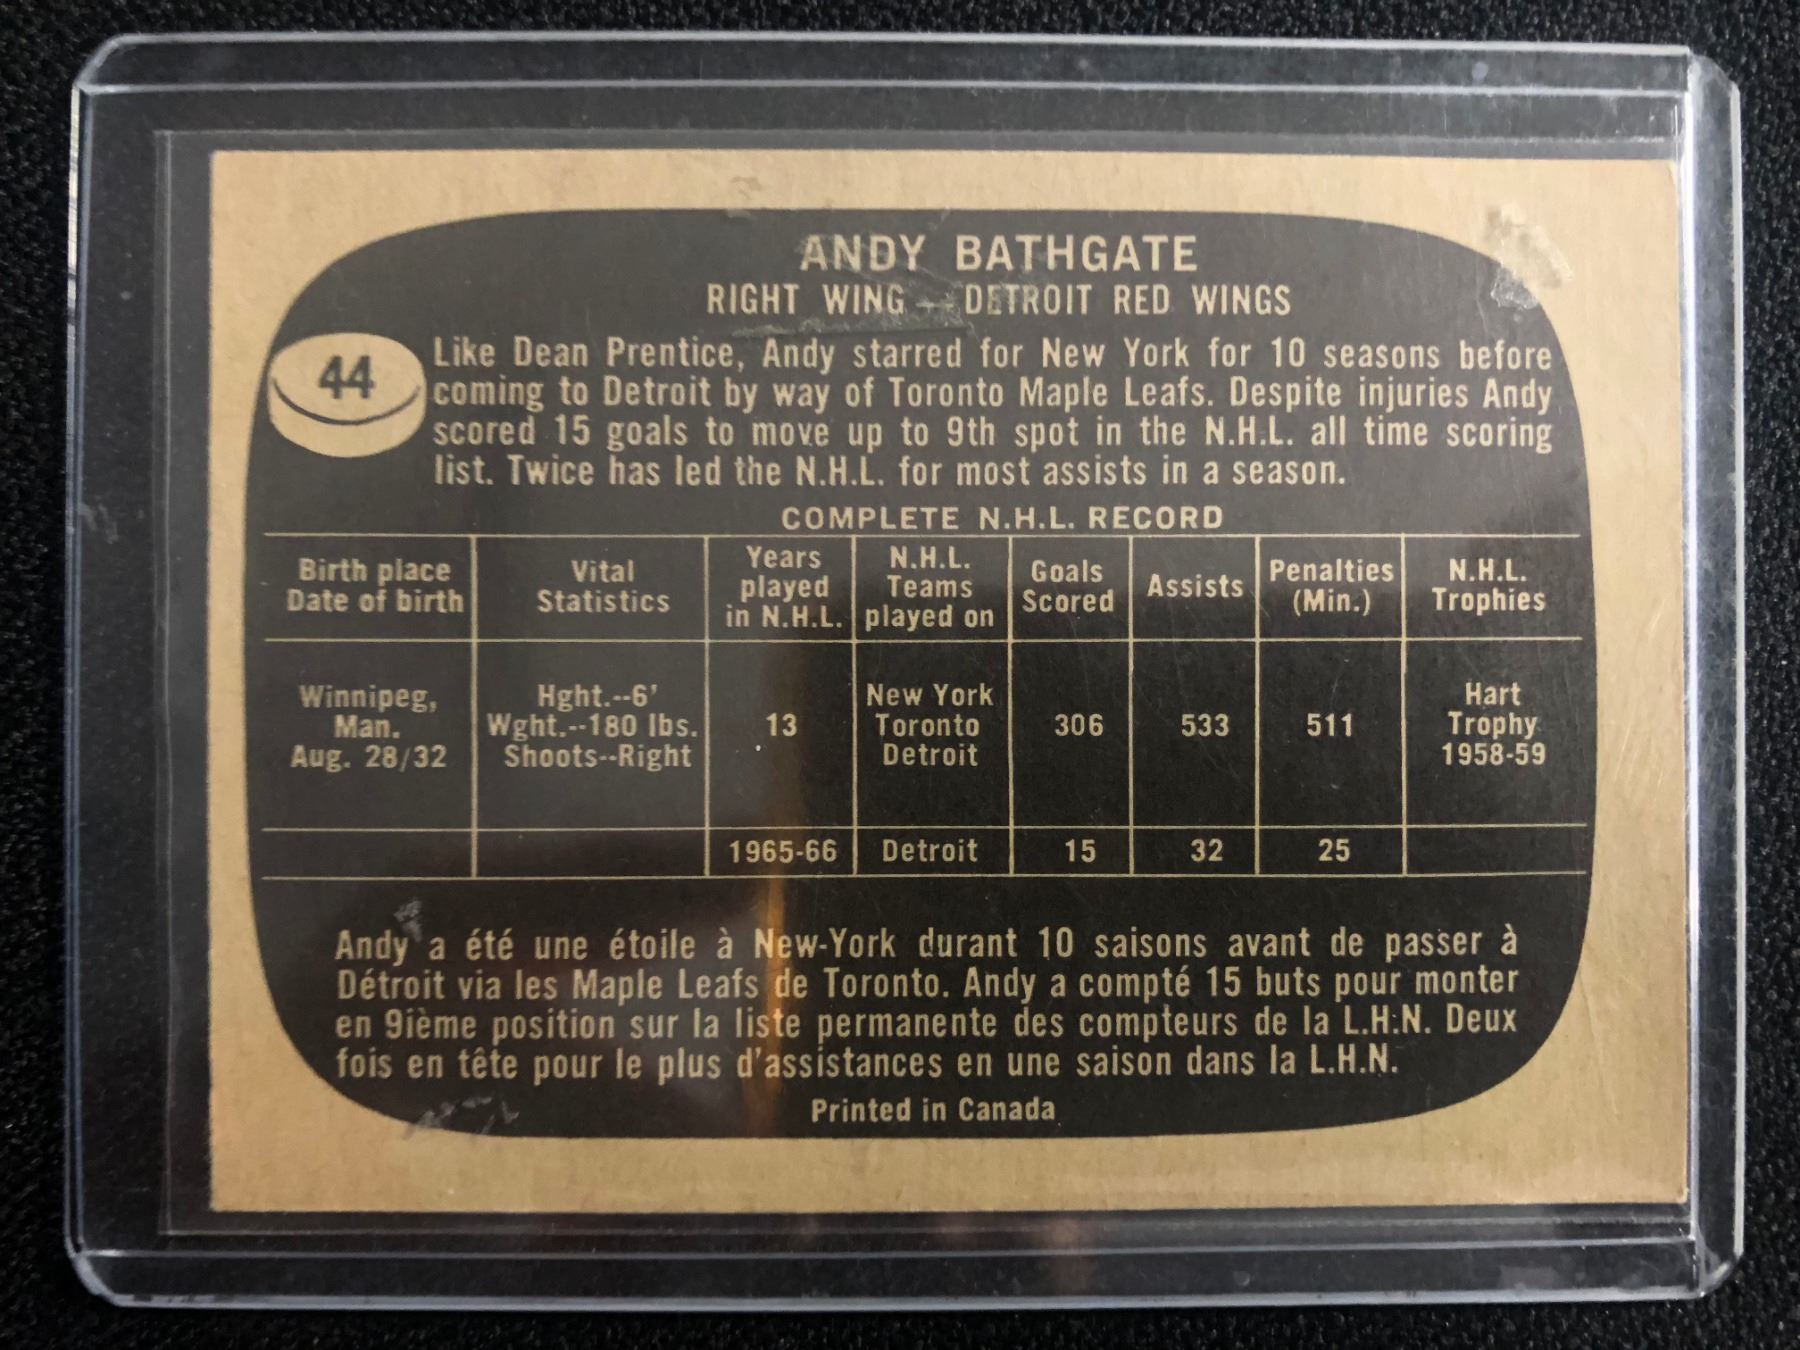 ANDY BATHGATE
RIGHT WING — DETROIT RED WINGS
44
Like Dean Prentice, Andy starred for New York for 10 seasons before
coming to Detroit by way of Toronto Maple Leafs. Despite injuries Andy
scored 15 goals to move up to 9th spot in the N.H.L. all time scoring
list. Twice has led the N.H.L. for most assists in a season.
COMPLETE N.H.L. RECORD
Birth place
Date of birth
Vital
Statistics
Years
played
in N.H.L.
N.H.L.
Teams
played on
Goals
Scored
Assists
Penalties
(Min.)
N.H.L.
Trophies
Winnipeg,
Man.
Aug. 28/32
Hght.--6'
Wght.--180 lbs.
Shoots--Right
13
New York
Toronto
Detroit
306
533
511
Hart
Trophy
1958-59
1965-66
Detroit
15
32
25
Andy a été une étoile à New-York durant 10 saisons avant de passer à
Détroit via les Maple Leafs de Toronto. Andy a compté 15 buts pour monter
en 9ième position sur la liste permanente des compteurs de la L.H.N. Deux
fois en tête pour le plus d'assistances en une saison dans la L.H.N.
Printed in Canada